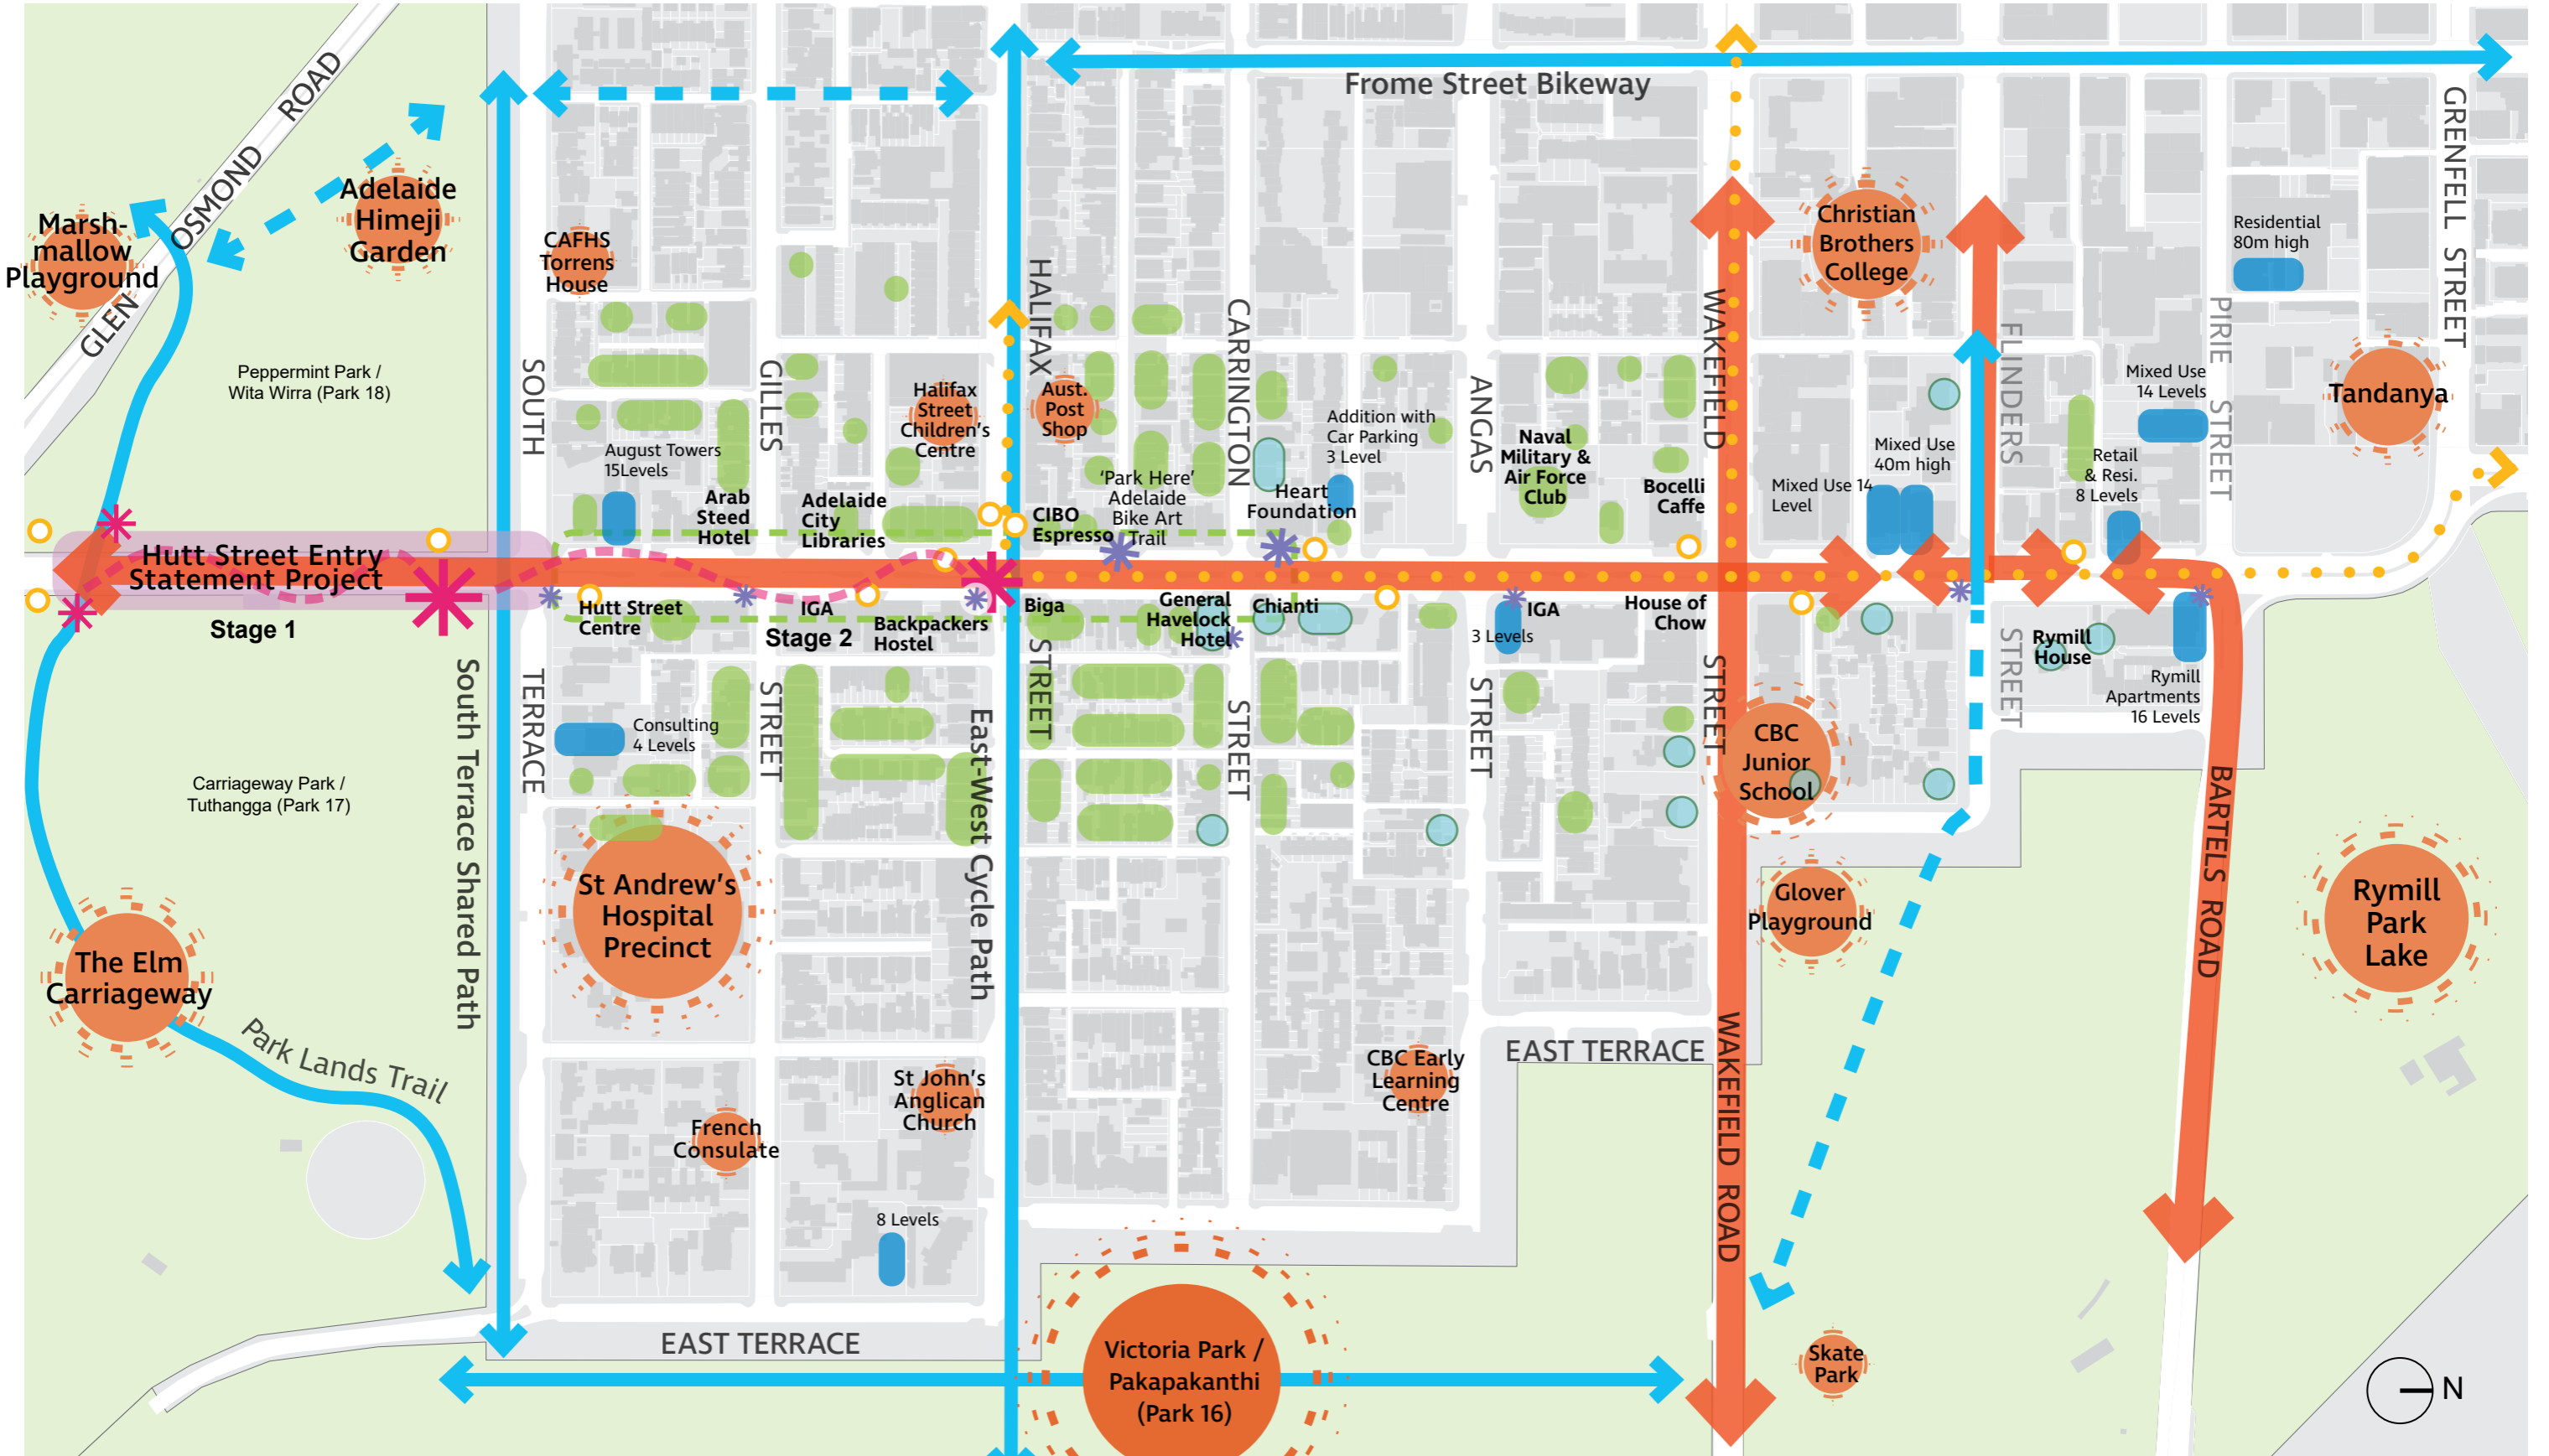 Frome Street Bikeway
GLEN OSMOND ROAD
Marsh-
mallow
Playground
Adelaide
Himeji
Garden
Peppermint Park /
Wita Wirra (Park 18)
CAFHS
Torrens
House
SOUTH
TERRACE
GILLES
STREET
HALIFAX
STREET
CARRINGTON
STREET
ANGAS
STREET
WAKEFIELD
STREET
FLINDERS
STREET
PIRIE STREET
GRENFELL STREET
Christian
Brothers
College
Residential
80m high
Tandanya
Mixed Use
14 Levels
Mixed Use
40m high
Mixed Use 14
Level
Retail
& Resi.
8 Levels
August Towers
15Levels
Arab
Steed
Hotel
Adelaide
City
Libraries
Halifax
Street
Children's
Centre
Aust.
Post
Shop
CIBO
Espresso
'Park Here'
Adelaide
Bike Art
Trail
Addition with
Car Parking
3 Level
Heart
Foundation
Naval
Military &
Air Force
Club
Bocelli
Caffe
Hutt Street Entry
Statement Project
Stage 1
Hutt Street
Centre
Stage 2
IGA
Backpackers
Hostel
Biga
General
Havelock
Hotel
Chianti
3 Levels
IGA
House of
Chow
Rymill
House
Rymill
Apartments
16 Levels
Carriageway Park /
Tuthangga (Park 17)
South Terrace Shared Path
East-West Cycle Path
Consulting
4 Levels
CBC
Junior
School
St Andrew's
Hospital
Precinct
The Elm
Carriageway
Park Lands Trail
Glover
Playground
BARTELS ROAD
Rymill
Park
Lake
EAST TERRACE
WAKEFIELD ROAD
CBC Early
Learning
Centre
St John's
Anglican
Church
French
Consulate
8 Levels
EAST TERRACE
Victoria Park /
Pakapakanthi
(Park 16)
Skate
Park
N